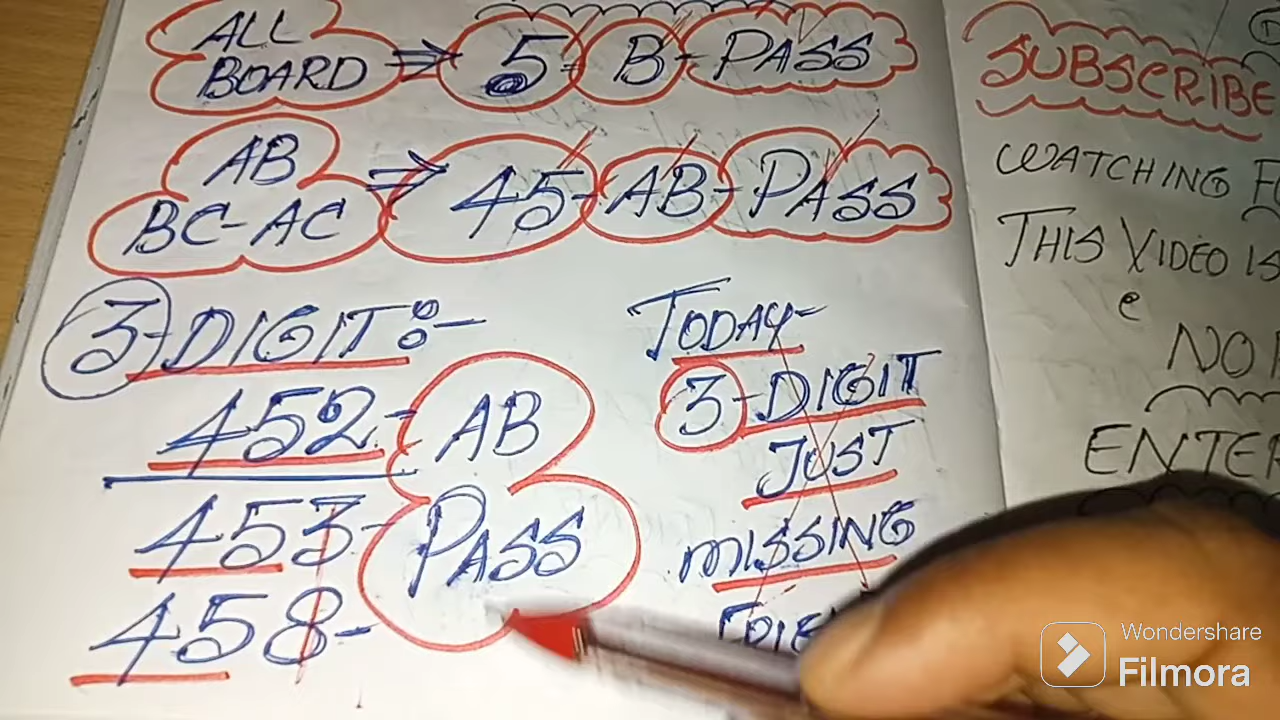 ALL
BOARD ⇒ 5-B-PASS
AB
BC-AC ⇒ 45-AB-PASS
3-DIGIT:-
452-
453-
458-
AB
PASS
TODAY-
3-DIGIT
JUST
MISSING
SUBSCRIBE
WATCHING
THIS VIDEO IS
e
NO
Wondershare
Filmora